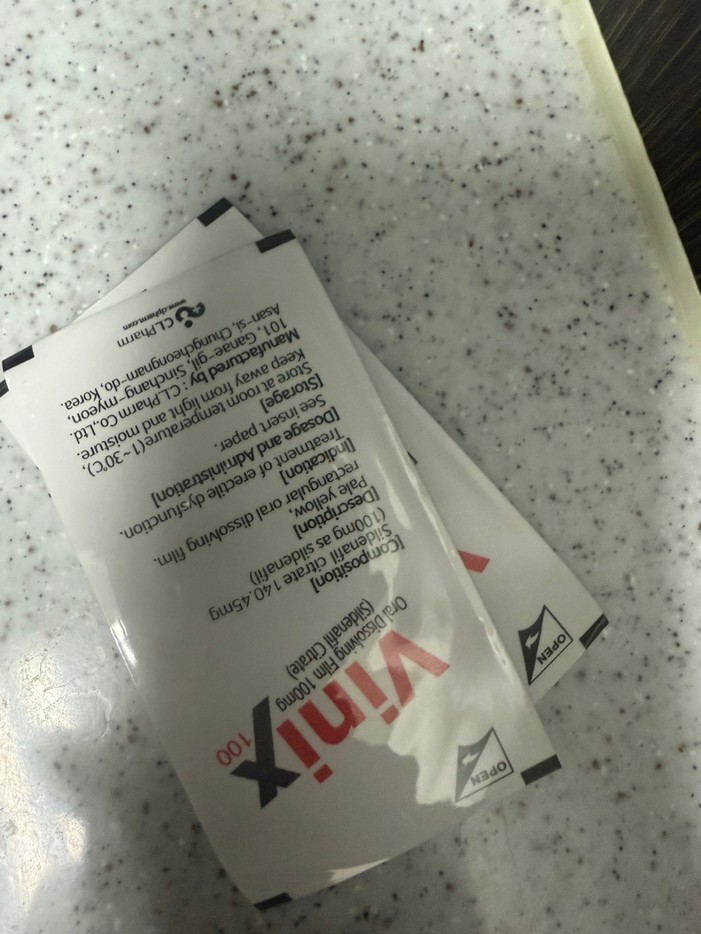 Vinix 100
Oral Dissolving Film 100mg
(Sildenafil Citrate)
[Composition]
Sildenafil citrate 140.45mg
(100mg as sildenafil)
[Description]
Pale yellow,
rectangular oral dissolving film.
[Indication]
Treatment of erectile dysfunction.
[Dosage and Administration]
See insert paper.
[Storage]
Store at room temperature(1~30℃),
Keep away from light and moisture.
Manufactured by : C.L.Pharm Co.,Ltd.
101, Ganae-gil, Sinchang-myeon,
Asan-si, Chungcheongnam-do, Korea.
C.L.Pharm
www.clpharm.com
OPEN
OPEN